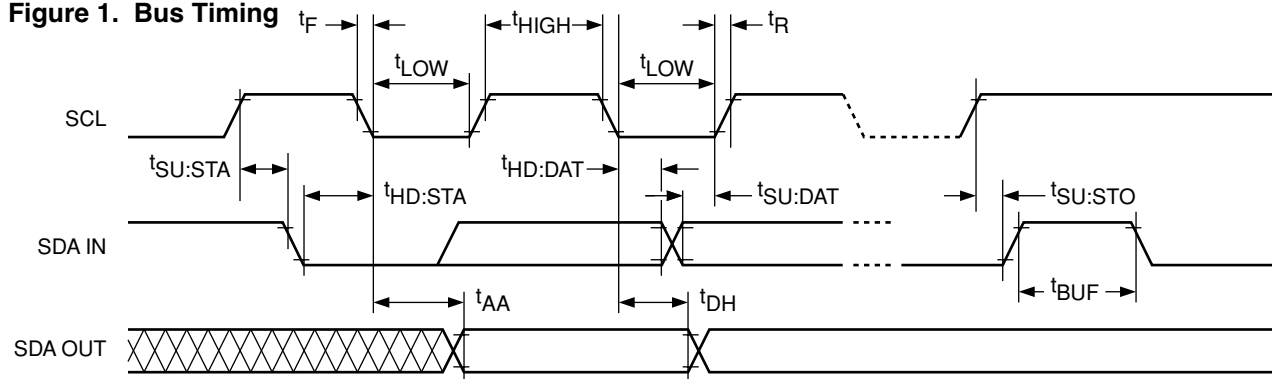 Figure 1. Bus Timing
tF
tHIGH
tR
tLOW
tLOW
SCL
tSU:STA
tHD:STA
tHD:DAT
tSU:DAT
tSU:STO
SDA IN
tBUF
tAA
tDH
SDA OUT